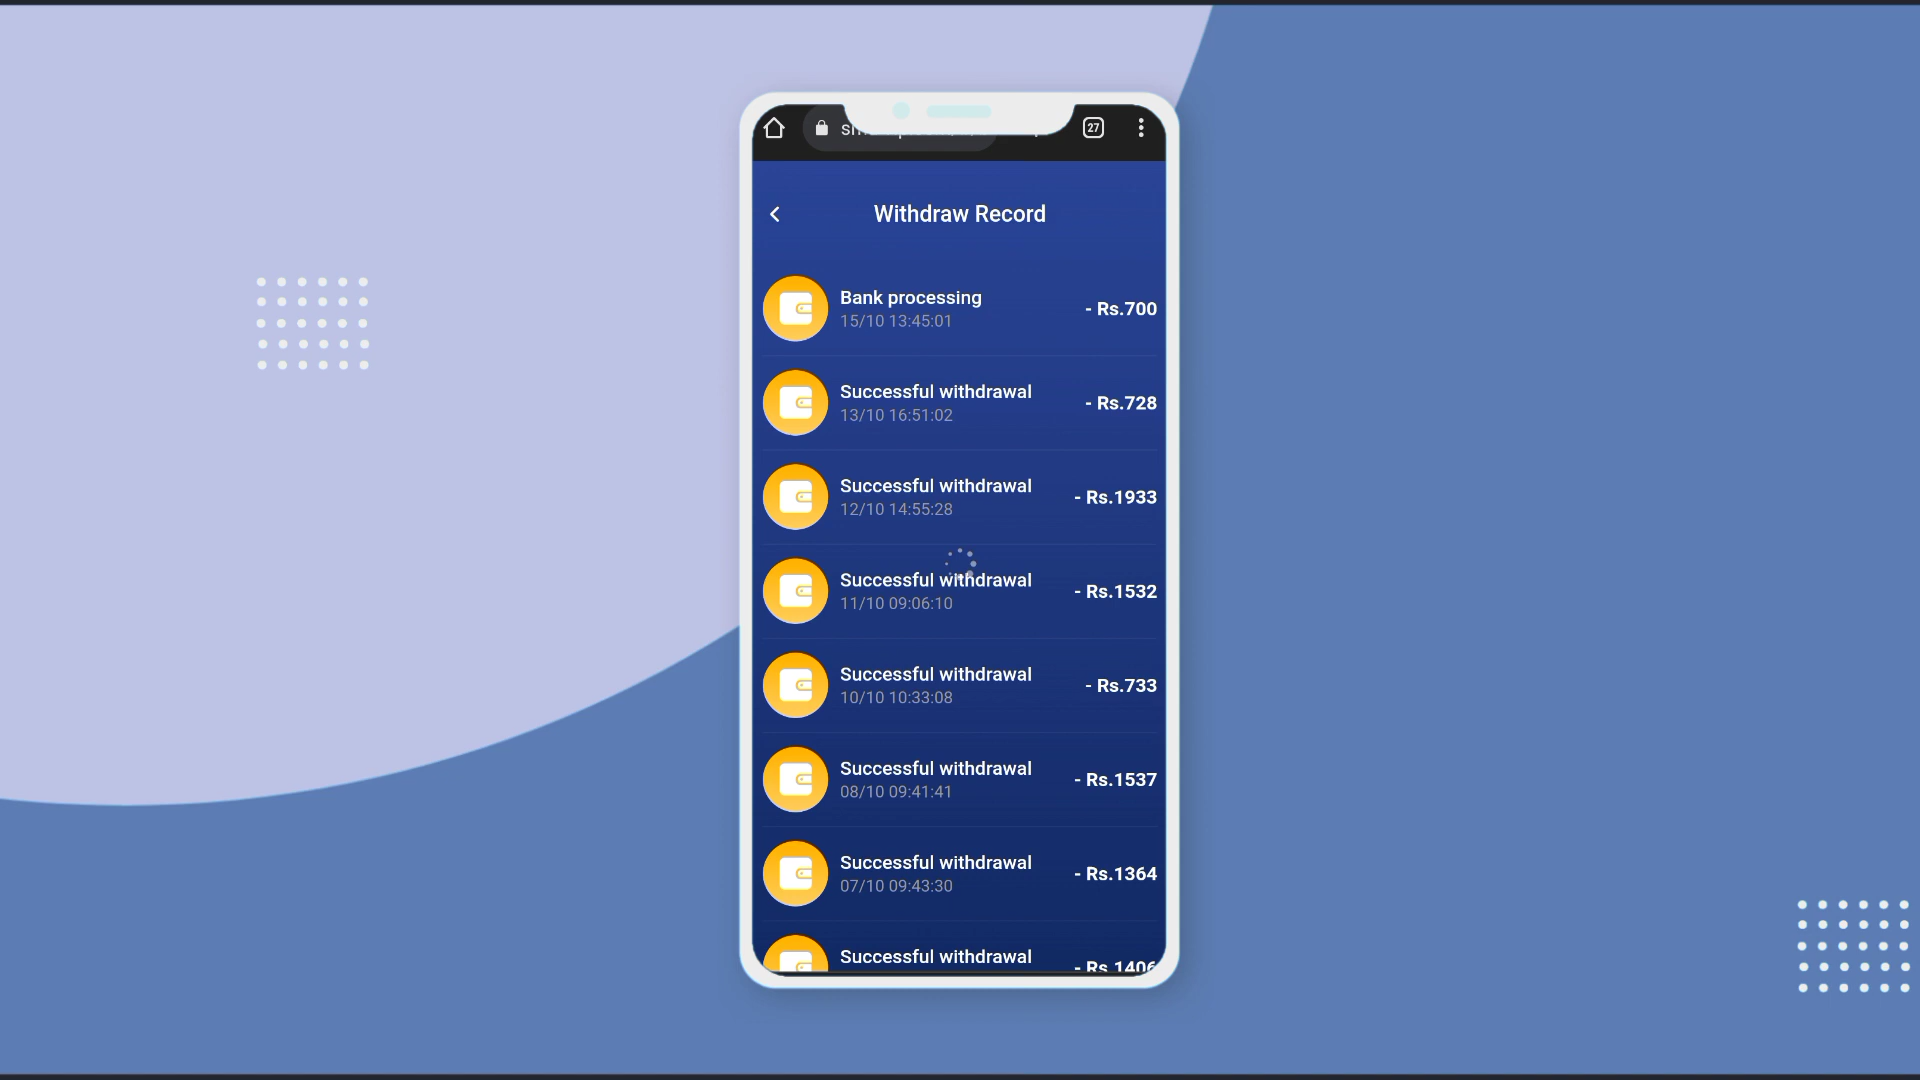 27
Withdraw Record
Bank processing
15/10 13:45:01
- Rs.700
Successful withdrawal
13/10 16:51:02
- Rs.728
Successful withdrawal
12/10 14:55:28
- Rs.1933
Successful withdrawal
11/10 09:06:10
- Rs.1532
Successful withdrawal
10/10 10:33:08
- Rs.733
Successful withdrawal
08/10 09:41:41
- Rs.1537
Successful withdrawal
07/10 09:43:30
- Rs.1364
Successful withdrawal
- Rs.1406